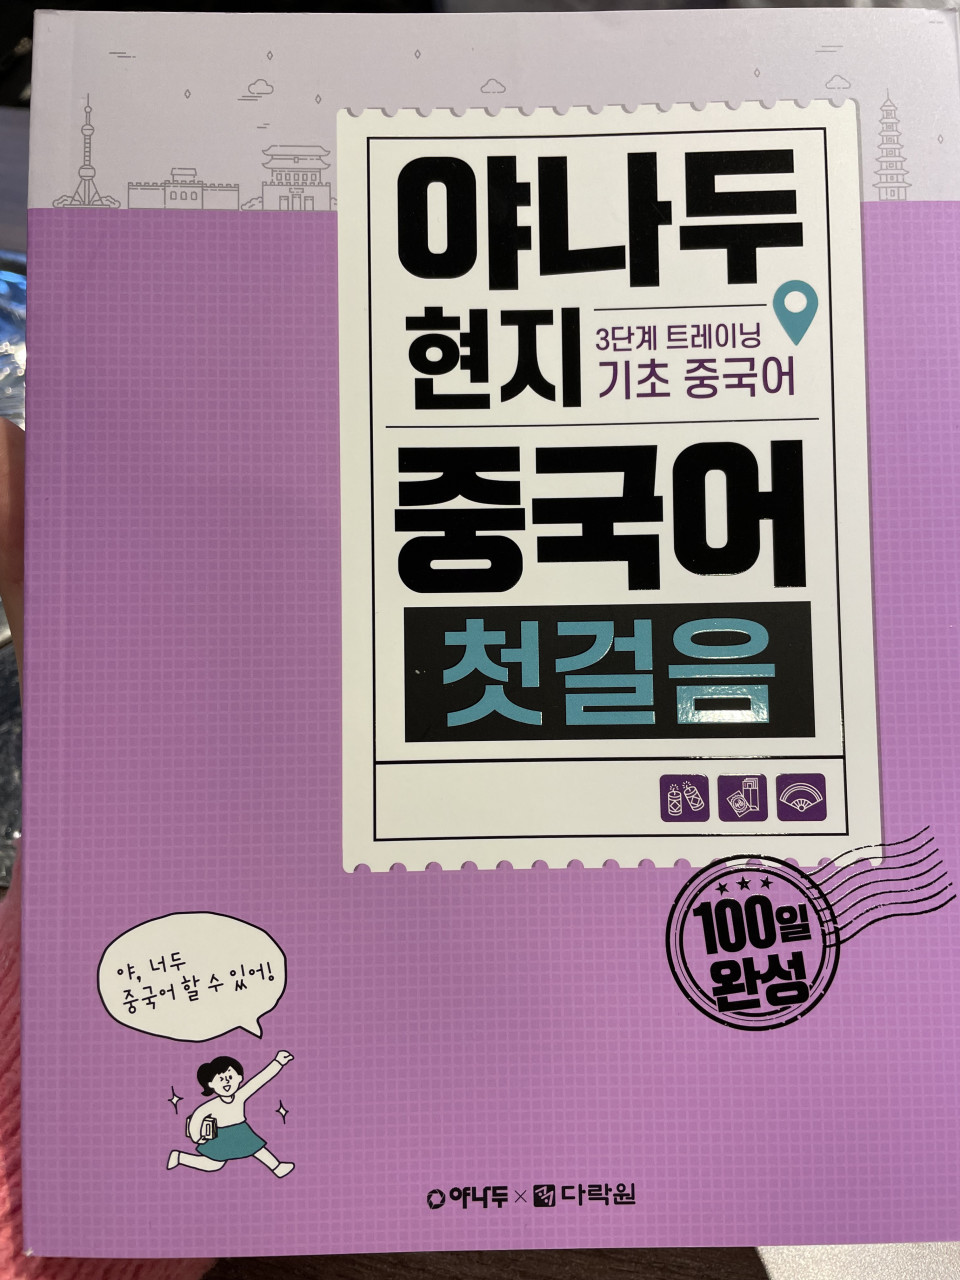 야나두
현지
3단계 트레이닝
기초 중국어
중국어
첫걸음
100일
완성
야, 너두
중국어 할 수 있어!
야나두 × 다락원